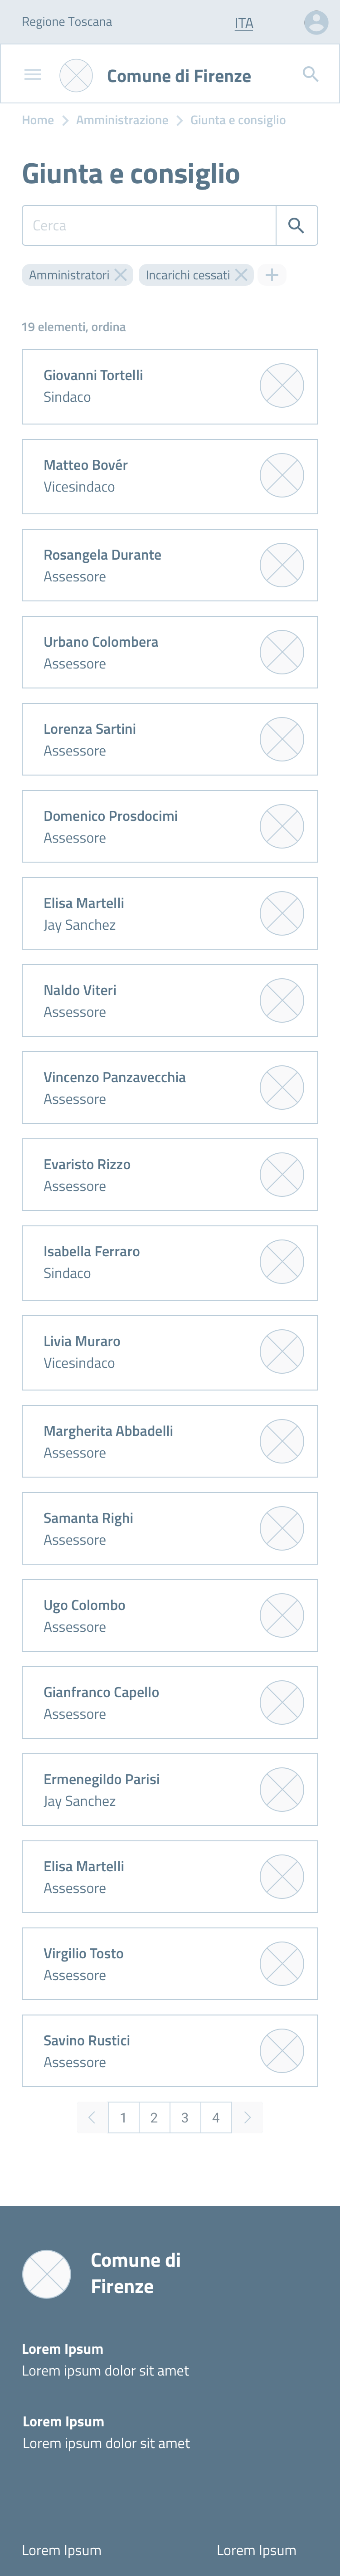 Regione Toscana
ITA
Comune di Firenze
Home
Amministrazione
Giunta e consiglio
Giunta e consiglio
Cerca
Amministratori
Incarichi cessati
19 elementi, ordina
Giovanni Tortelli
Sindaco
Matteo Bovér
Vicesindaco
Rosangela Durante
Assessore
Urbano Colombera
Assessore
Lorenza Sartini
Assessore
Domenico Prosdocimi
Assessore
Elisa Martelli
Jay Sanchez
Naldo Viteri
Assessore
Vincenzo Panzavecchia
Assessore
Evaristo Rizzo
Assessore
Isabella Ferraro
Sindaco
Livia Muraro
Vicesindaco
Margherita Abbadelli
Assessore
Samanta Righi
Assessore
Ugo Colombo
Assessore
Gianfranco Capello
Assessore
Ermenegildo Parisi
Jay Sanchez
Elisa Martelli
Assessore
Virgilio Tosto
Assessore
Savino Rustici
Assessore
1 2 3 4
Comune di
Firenze
Lorem Ipsum
Lorem ipsum dolor sit amet
Lorem Ipsum
Lorem ipsum dolor sit amet
Lorem Ipsum
Lorem Ipsum